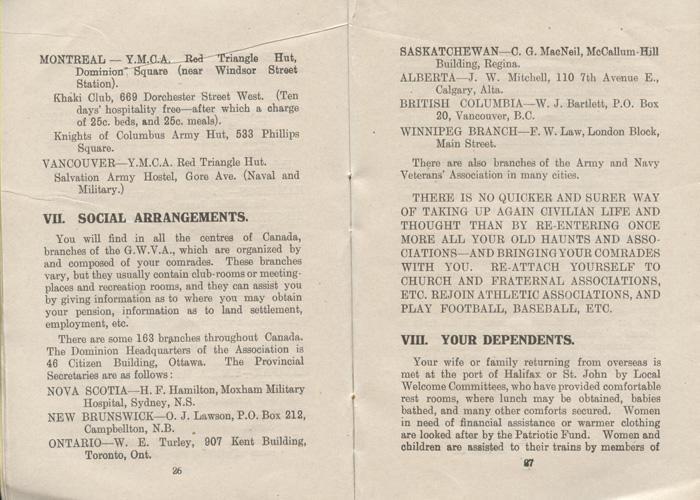 MONTREAL — Y.M.C.A. Red Triangle Hut,
Dominion Square (near Windsor Street
Station).
Khaki Club, 669 Dorchester Street West. (Ten
days' hospitality free—after which a charge
of 25c. beds, and 25c. meals).
Knights of Columbus Army Hut, 533 Phillips
Square.
VANCOUVER—Y.M.C.A. Red Triangle Hut.
Salvation Army Hostel, Gore Ave. (Naval and
Military.)
VII. SOCIAL ARRANGEMENTS.
You will find in all the centres of Canada,
branches of the G.W.V.A., which are organized by
and composed of your comrades. These branches
vary, but they usually contain club-rooms or meeting-
places and recreation rooms, and they can assist you
by giving information as to where you may obtain
your pension, information as to land settlement,
employment, etc.
There are some 163 branches throughout Canada.
The Dominion Headquarters of the Association is
46 Citizen Building, Ottawa. The Provincial
Secretaries are as follows:
NOVA SCOTIA—H. F. Hamilton, Moxham Military
Hospital, Sydney, N.S.
NEW BRUNSWICK—O. J. Lawson, P.O. Box 212,
Campbellton, N.B.
ONTARIO—W. E. Turley, 907 Kent Building,
Toronto, Ont.
26
SASKATCHEWAN—C. G. MacNeil, McCallum-Hill
Building, Regina.
ALBERTA—J. W. Mitchell, 110 7th Avenue E.,
Calgary, Alta.
BRITISH COLUMBIA—W. J. Bartlett, P.O. Box
20, Vancouver, B.C.
WINNIPEG BRANCH—F. W. Law, London Block,
Main Street.
There are also branches of the Army and Navy
Veterans' Association in many cities.
THERE IS NO QUICKER AND SURER WAY
OF TAKING UP AGAIN CIVILIAN LIFE AND
THOUGHT THAN BY RE-ENTERING ONCE
MORE ALL YOUR OLD HAUNTS AND ASSO-
CIATIONS—AND BRINGING YOUR COMRADES
WITH YOU. RE-ATTACH YOURSELF TO
CHURCH AND FRATERNAL ASSOCIATIONS,
ETC. REJOIN ATHLETIC ASSOCIATIONS, AND
PLAY FOOTBALL, BASEBALL, ETC.
VIII. YOUR DEPENDENTS.
Your wife or family returning from overseas is
met at the port of Halifax or St. John by Local
Welcome Committees, who have provided comfortable
rest rooms, where lunch may be obtained, babies
bathed, and many other comforts secured. Women
in need of financial assistance or warmer clothing
are looked after by the Patriotic Fund. Women and
children are assisted to their trains by members of
27